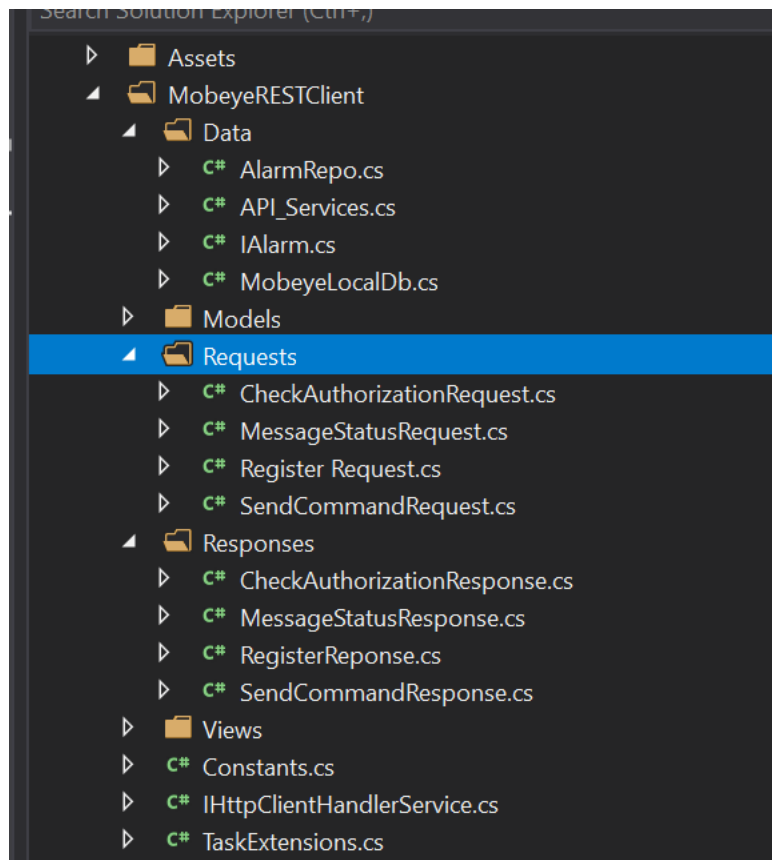 Search Solution Explorer (Ctrl+;)
Assets
MobeyeRESTClient
Data
C# AlarmRepo.cs
C# API_Services.cs
C# IAlarm.cs
C# MobeyeLocalDb.cs
Models
Requests
C# CheckAuthorizationRequest.cs
C# MessageStatusRequest.cs
C# Register Request.cs
C# SendCommandRequest.cs
Responses
C# CheckAuthorizationResponse.cs
C# MessageStatusResponse.cs
C# RegisterReponse.cs
C# SendCommandResponse.cs
Views
C# Constants.cs
C# IHttpClientHandlerService.cs
C# TaskExtensions.cs